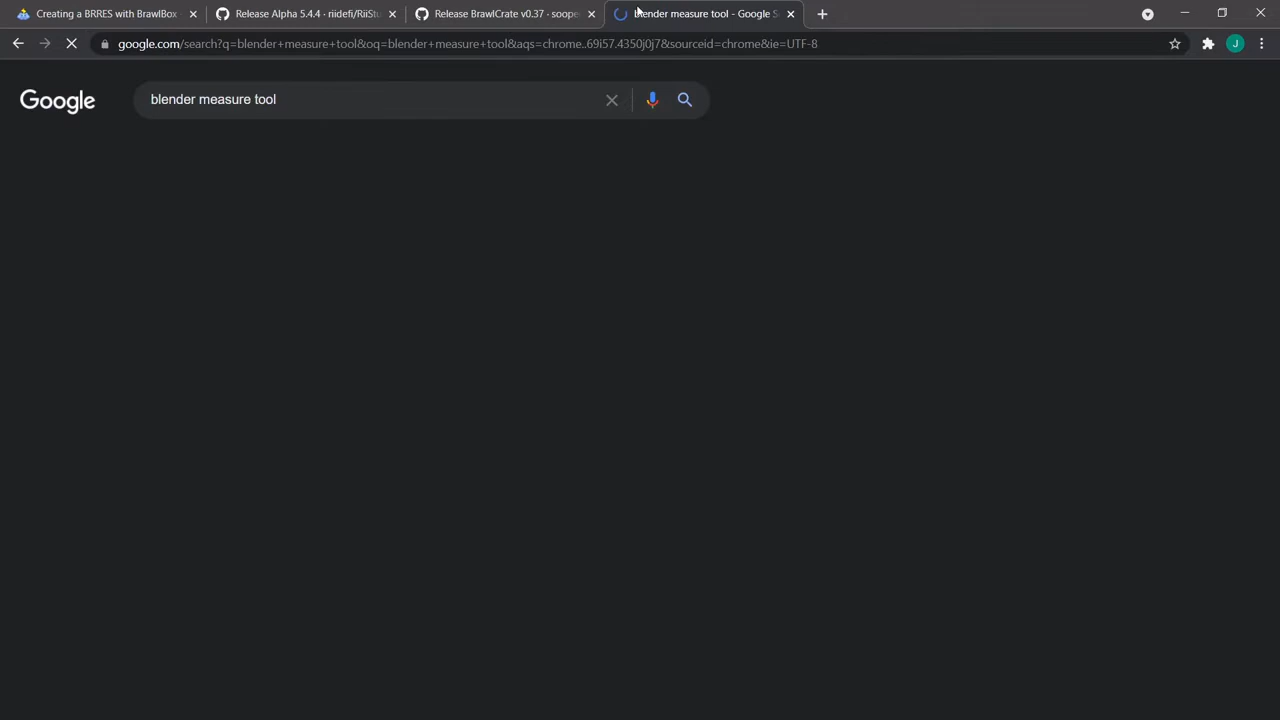 Creating a BRRES with BrawlBox
Release Alpha 5.4.4 · riidefi/RiiStu
Release BrawlCrate v0.37 · soope
blender measure tool - Google S
google.com/search?q=blender+measure+tool&oq=blender+measure+tool&aqs=chrome..69i57.4350j0j7&sourceid=chrome&ie=UTF-8
J
Google
blender measure tool